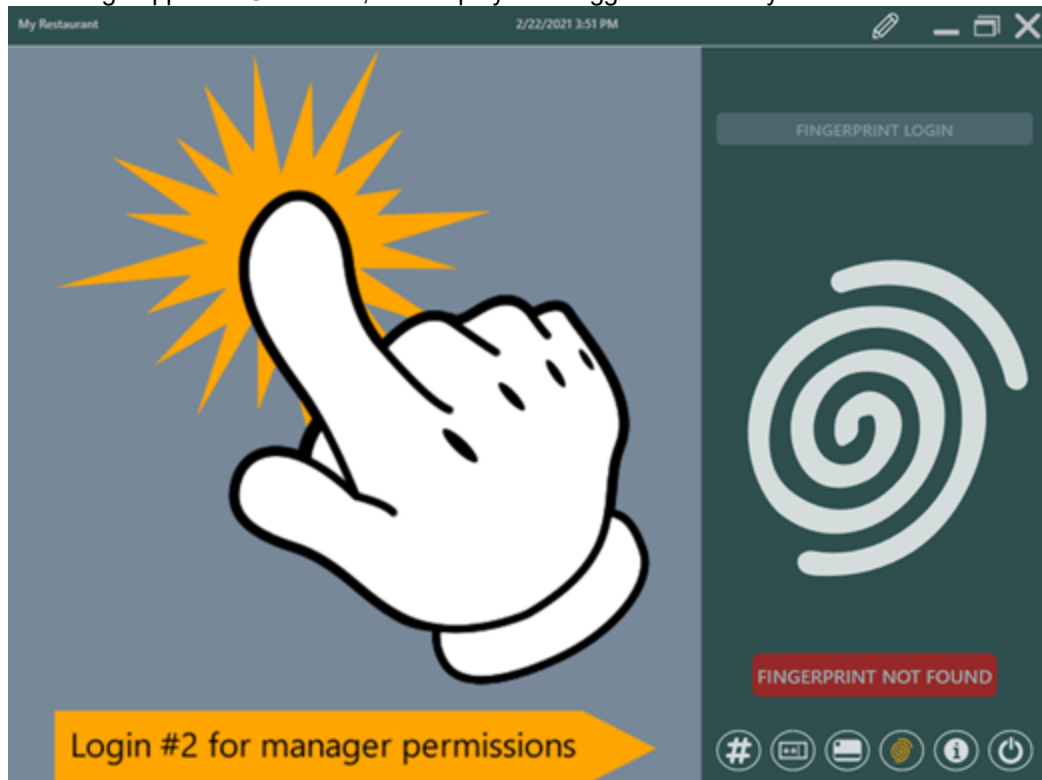 My Restaurant 2/22/2021 3:51 PM
FINGERPRINT LOGIN
FINGERPRINT NOT FOUND
Login #2 for manager permissions
#